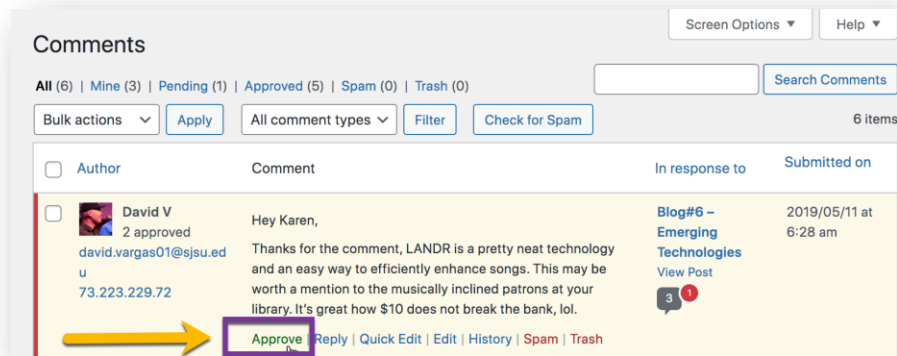 Screen Options ▼ Help ▼
Comments
All (6) | Mine (3) | Pending (1) | Approved (5) | Spam (0) | Trash (0)
Search Comments
Bulk actions Apply All comment types Filter Check for Spam 6 items
Author Comment In response to Submitted on
David V
2 approved
david.vargas01@sjsu.ed
u
73.223.229.72
Hey Karen,
Thanks for the comment, LANDR is a pretty neat technology
and an easy way to efficiently enhance songs. This may be
worth a mention to the musically inclined patrons at your
library. It's great how $10 does not break the bank, lol.
Approve | Reply | Quick Edit | Edit | History | Spam | Trash
Blog#6 –
Emerging
Technologies
View Post
3 1
2019/05/11 at
6:28 am